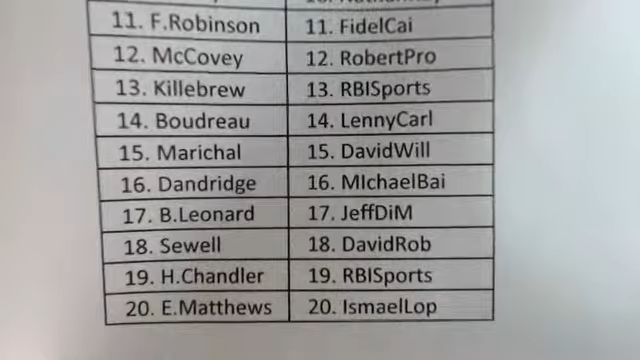 11. F.Robinson 11. FidelCai
12. McCovey 12. RobertPro
13. Killebrew 13. RBISports
14. Boudreau 14. LennyCarl
15. Marichal 15. DavidWill
16. Dandridge 16. MIchaelBai
17. B.Leonard 17. JeffDiM
18. Sewell 18. DavidRob
19. H.Chandler 19. RBISports
20. E.Matthews 20. IsmaelLop